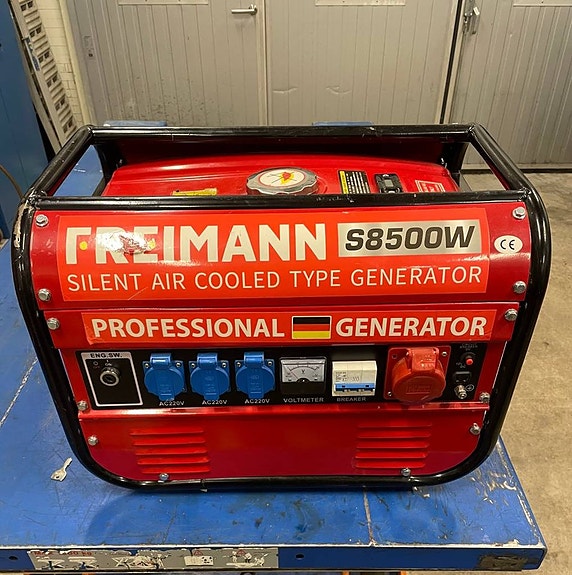 FREIMANN S8500W
SILENT AIR COOLED TYPE GENERATOR
CE
PROFESSIONAL GENERATOR
ENG.SW.
AC220V AC220V AC220V VOLTMETER BREAKER